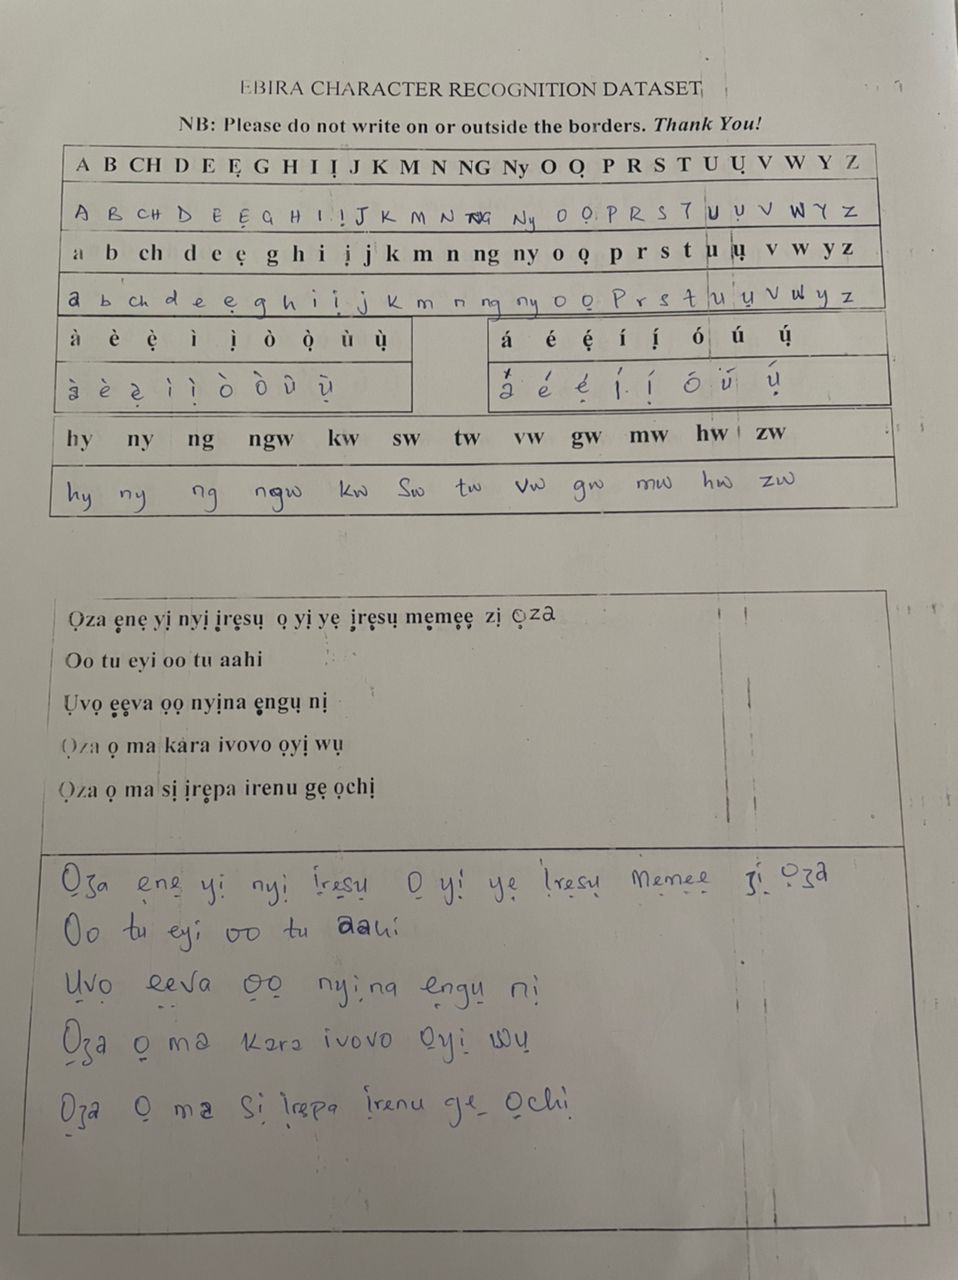 EBIRA CHARACTER RECOGNITION DATASET
NB: Please do not write on or outside the borders. Thank You!
A B CH D E Ẹ G H I Ị J K M N NG Ny O Ọ P R S T U Ụ V W Y Z
A B CH D E Ẹ G H I Ị J K M N NG Ny O Ọ P R S T U Ụ V W Y Z
a b ch d e ẹ g h i ị j k m n ng ny o ọ p r s t u ụ v w y z
a b ch d e ẹ g h i ị j k m n ng ny o ọ p r s t u ụ v w y z
à è ẹ̀ ì ị̀ ò ọ̀ ù ụ̀ á é ẹ́ í ị́ ó ú ụ́
à è ẹ̀ ì ị̀ ò ò ù ụ̀ á é ẹ́ í ị́ ó ú ụ́
hy ny ng ngw kw sw tw vw gw mw hw zw
hy ny ng ngw kw sw tw vw gw mw hw zw
Ọza ẹnẹ yị nyị ịrẹsụ ọ yị yẹ ịrẹsụ mẹmẹẹ zị ọza
Oo tu eyi oo tu aahi
Ụvọ ẹẹva ọọ nyịna ẹngụ nị
Ọza ọ ma kara ivovo ọyị wụ
Ọza ọ ma sị ịrẹpa irenu gẹ ọchị
Ọza ẹnẹ yị nyị ịrẹsụ O yị yẹ ịrẹsụ mẹmẹẹ zị ọza
Oo tu eyi oo tu aahi
Ụvọ ẹẹva ọọ nyịna ẹngụ nị
Ọza ọ ma kara ivovo ọyị wụ
Ọza ọ ma sị ịrẹpa irenu gẹ ọchị